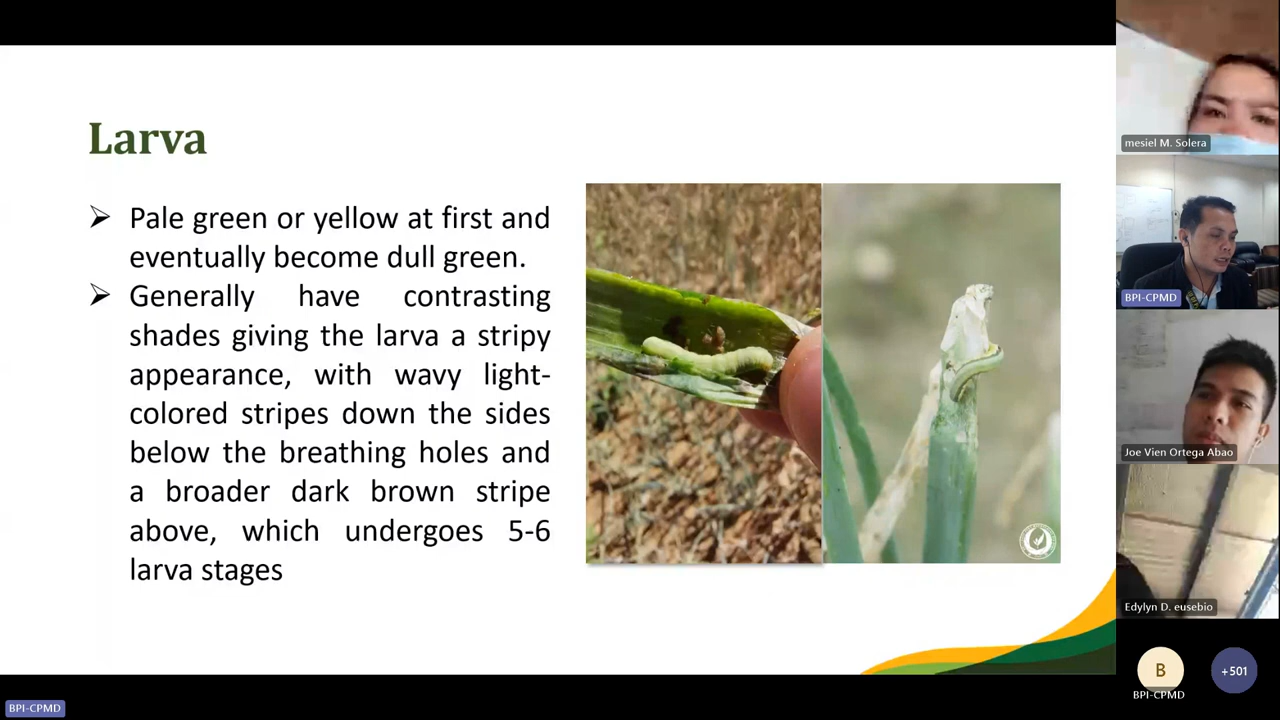 Larva
➢ Pale green or yellow at first and
eventually become dull green.
➢ Generally have contrasting
shades giving the larva a stripy
appearance, with wavy light-
colored stripes down the sides
below the breathing holes and
a broader dark brown stripe
above, which undergoes 5-6
larva stages
mesiel M. Solera
BPI-CPMD
Joe Vien Ortega Abao
Edylyn D. eusebio
B
+501
BPI-CPMD
BPI-CPMD